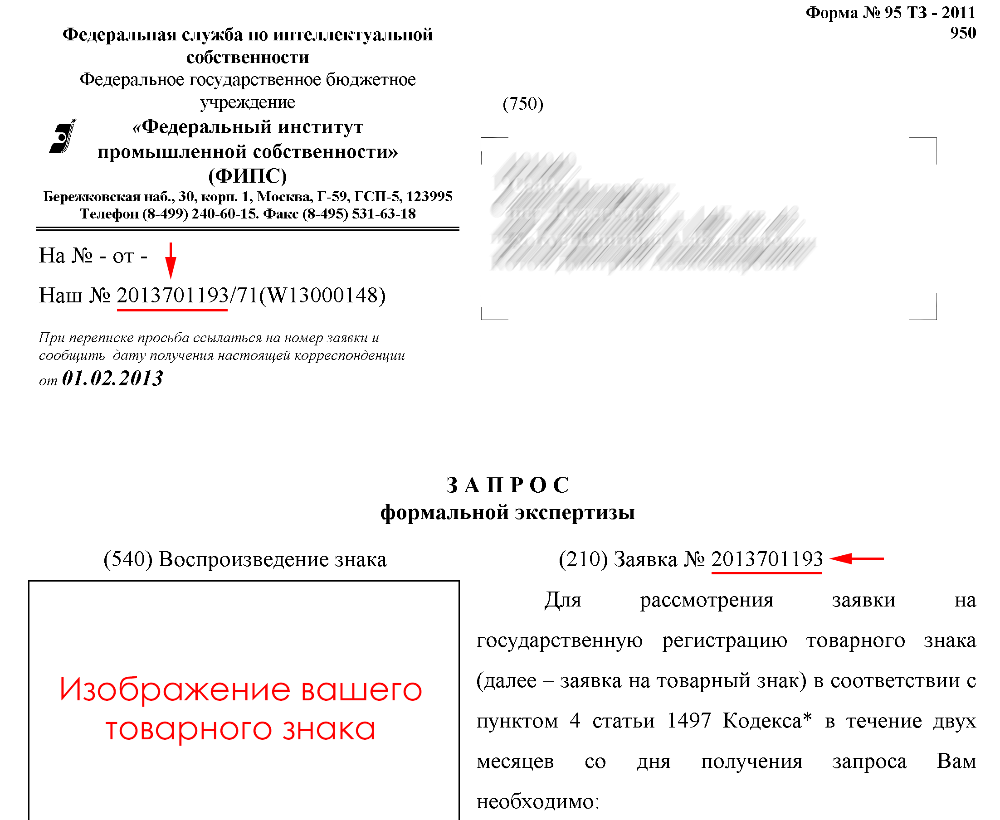 Форма № 95 ТЗ - 2011
950
Федеральная служба по интеллектуальной
собственности
Федеральное государственное бюджетное
учреждение
«Федеральный институт
промышленной собственности»
(ФИПС)
Бережковская наб., 30, корп. 1, Москва, Г-59, ГСП-5, 123995
Телефон (8-499) 240-60-15. Факс (8-495) 531-63-18
(750)
На № - от -
Наш № 2013701193/71(W13000148)
При переписке просьба ссылаться на номер заявки и
сообщить дату получения настоящей корреспонденции
от 01.02.2013
З А П Р О С
формальной экспертизы
(540) Воспроизведение знака
Изображение вашего
товарного знака
(210) Заявка № 2013701193
Для рассмотрения заявки на
государственную регистрацию товарного знака
(далее – заявка на товарный знак) в соответствии с
пунктом 4 статьи 1497 Кодекса* в течение двух
месяцев со дня получения запроса Вам
необходимо: